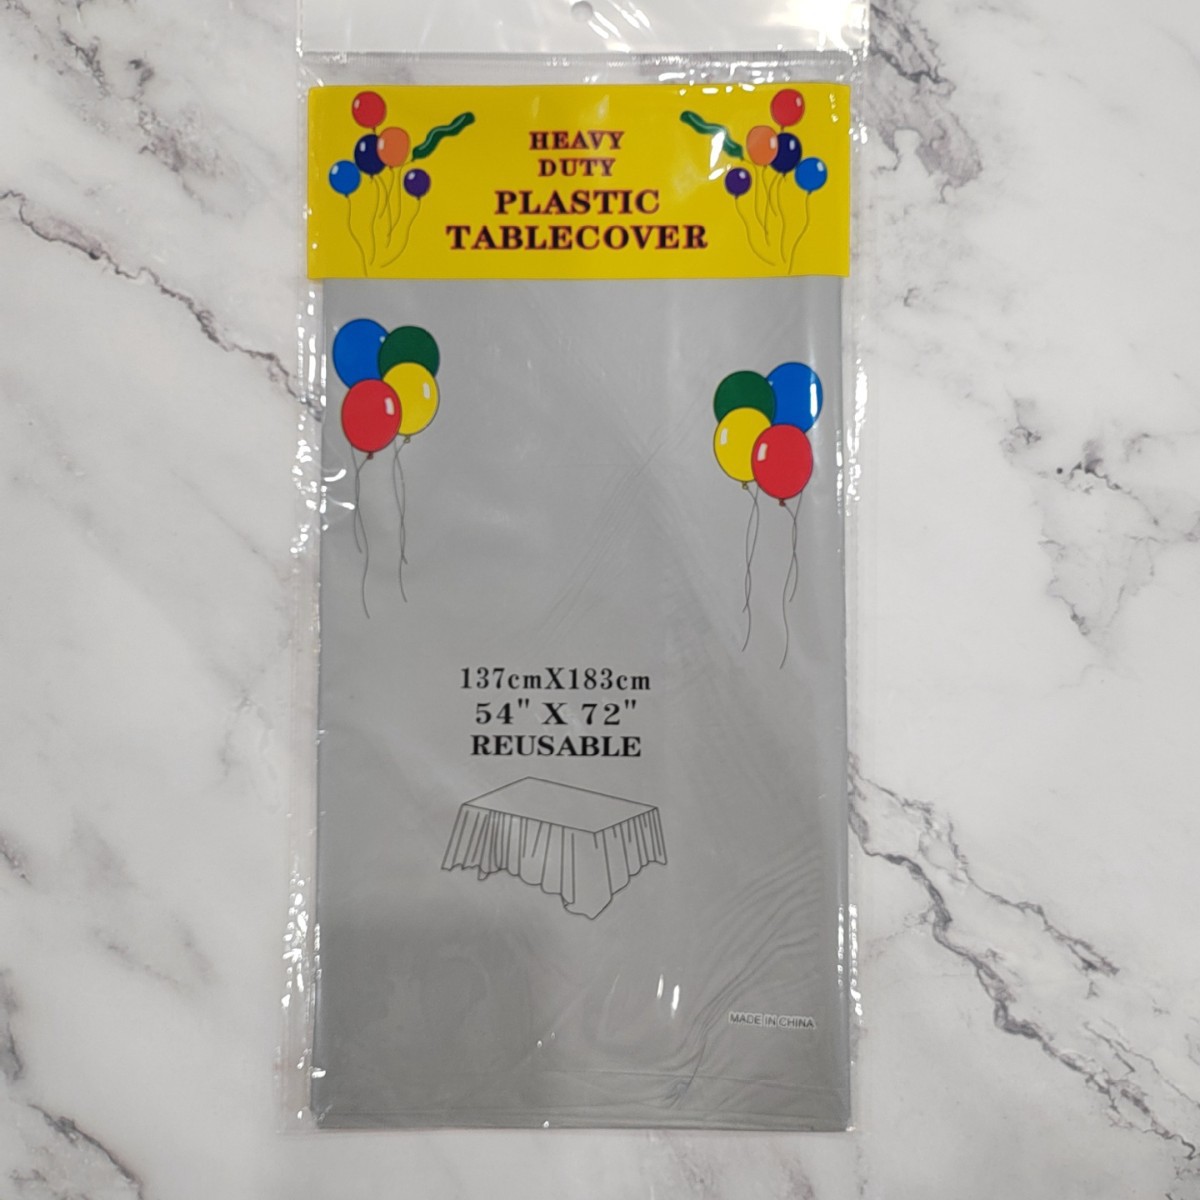 HEAVY
DUTY
PLASTIC
TABLECOVER
137cmX183cm
54" X 72"
REUSABLE
MADE IN CHINA